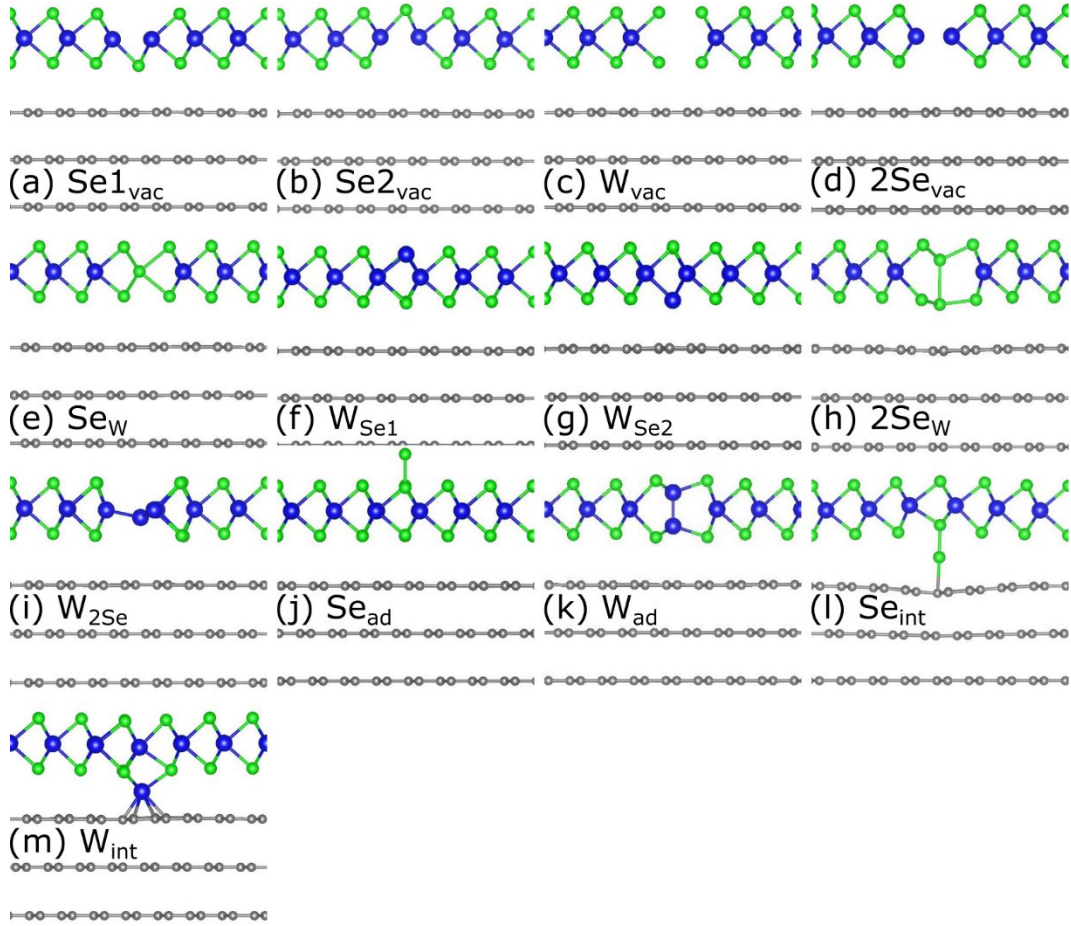 (a) Se1vac (b) Se2vac (c) Wvac (d) 2Sevac
(e) SeW (f) WSe1 (g) WSe2 (h) 2SeW
(i) W2Se (j) Sead (k) Wad (l) Seint
(m) Wint